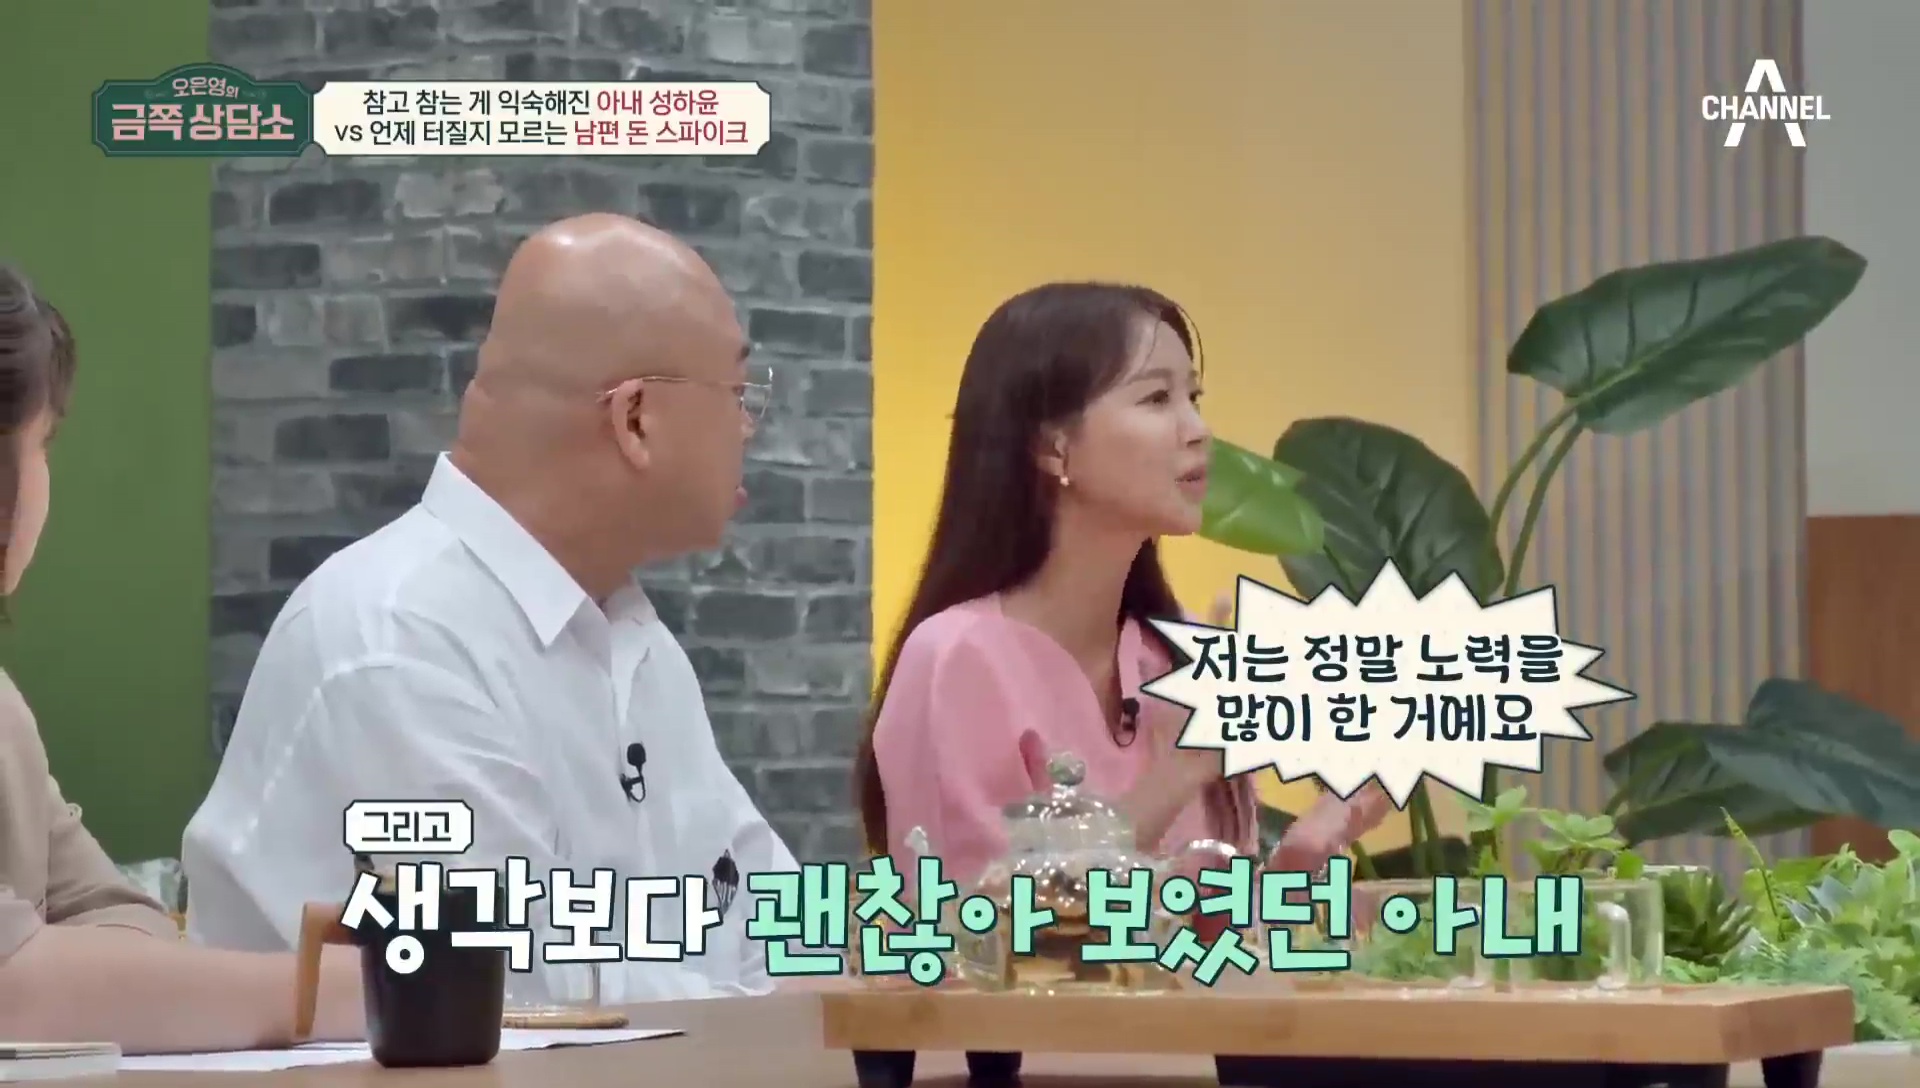 오은영의
금쪽 상담소
참고 참는 게 익숙해진 아내 성하윤
vs 언제 터질지 모르는 남편 돈 스파이크
CHANNEL A
저는 정말 노력을
많이 한 거예요
그리고
생각보다 괜찮아 보였던 아내